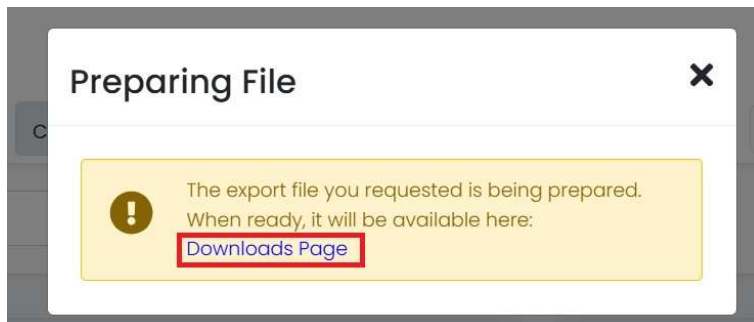 Preparing File
C
The export file you requested is being prepared.
When ready, it will be available here:
Downloads Page